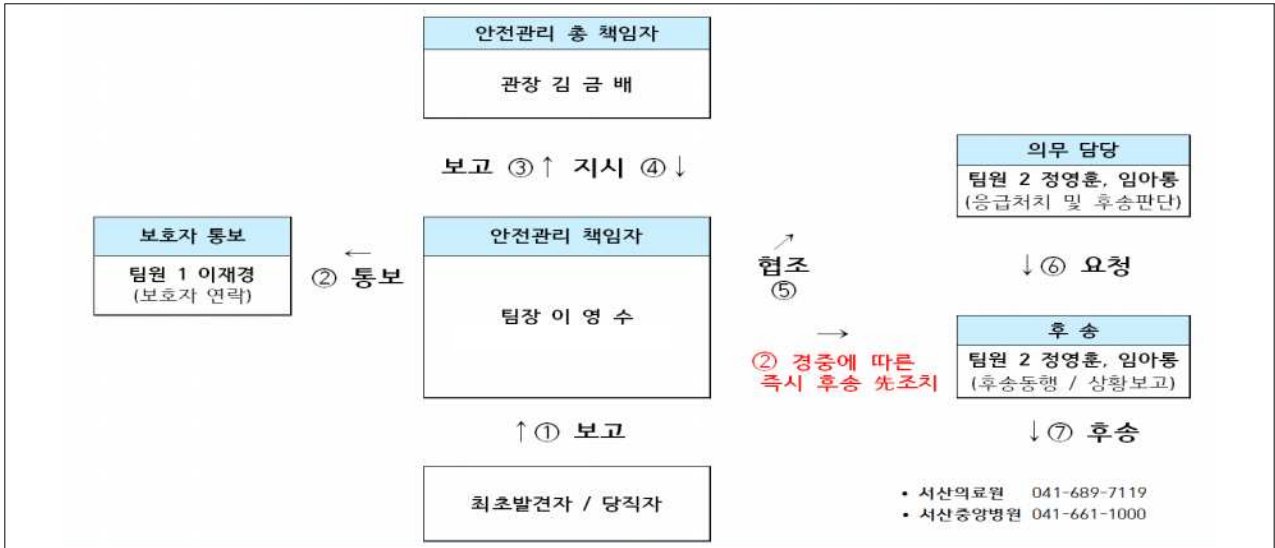 안전관리 총 책임자
관장 김 금 배
보고 ③↑ 지시 ④↓
의무 담당
팀원 2 정영훈, 임아롱
(응급처치 및 후송판단)
보호자 통보
팀원 1 이재경
(보호자 연락)
←
② 통보
안전관리 책임자
팀장 이 영 수
↗
협조
⑤
↓⑥ 요청
→
② 경중에 따른
즉시 후송 先조치
후 송
팀원 2 정영훈, 임아롱
(후송동행 / 상황보고)
↑① 보고
↓⑦ 후송
최초발견자 / 당직자
• 서산의료원 041-689-7119
• 서산중앙병원 041-661-1000